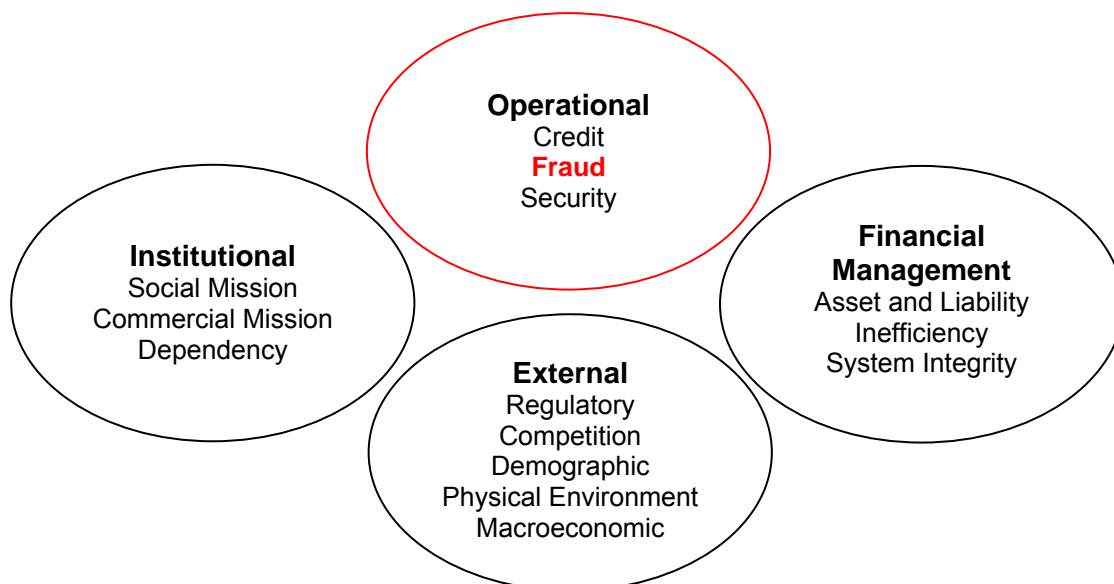 Operational
Credit
Fraud
Security
Institutional
Social Mission
Commercial Mission
Dependency
Financial
Management
Asset and Liability
Inefficiency
System Integrity
External
Regulatory
Competition
Demographic
Physical Environment
Macroeconomic